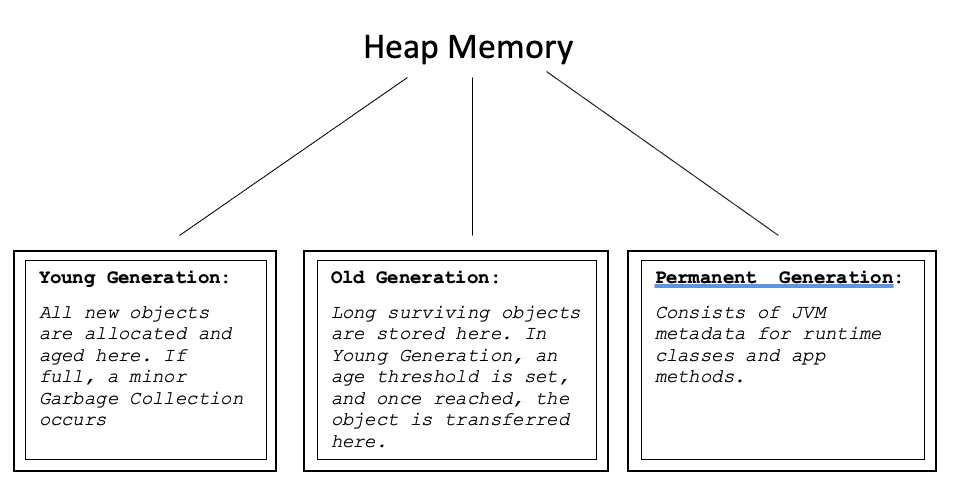 Heap Memory
Young Generation:
All new objects
are allocated and
aged here. If
full, a minor
Garbage Collection
occurs
Old Generation:
Long surviving objects
are stored here. In
Young Generation, an
age threshold is set,
and once reached, the
object is transferred
here.
Permanent  Generation:
Consists of JVM
metadata for runtime
classes and app
methods.